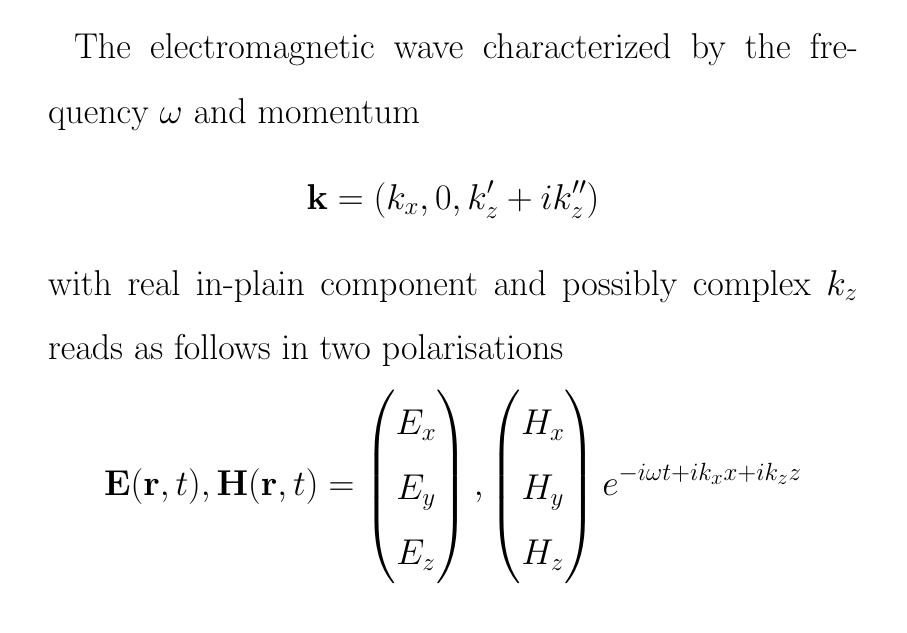 The electromagnetic wave characterized by the fre-
quency ω and momentum
k = (k_x, 0, k′_z + ik″_z)
with real in-plain component and possibly complex k_z
reads as follows in two polarisations
E(r, t), H(r, t) = (E_x E_y E_z), (H_x H_y H_z) e^{−iωt+ik_x x+ik_z z}